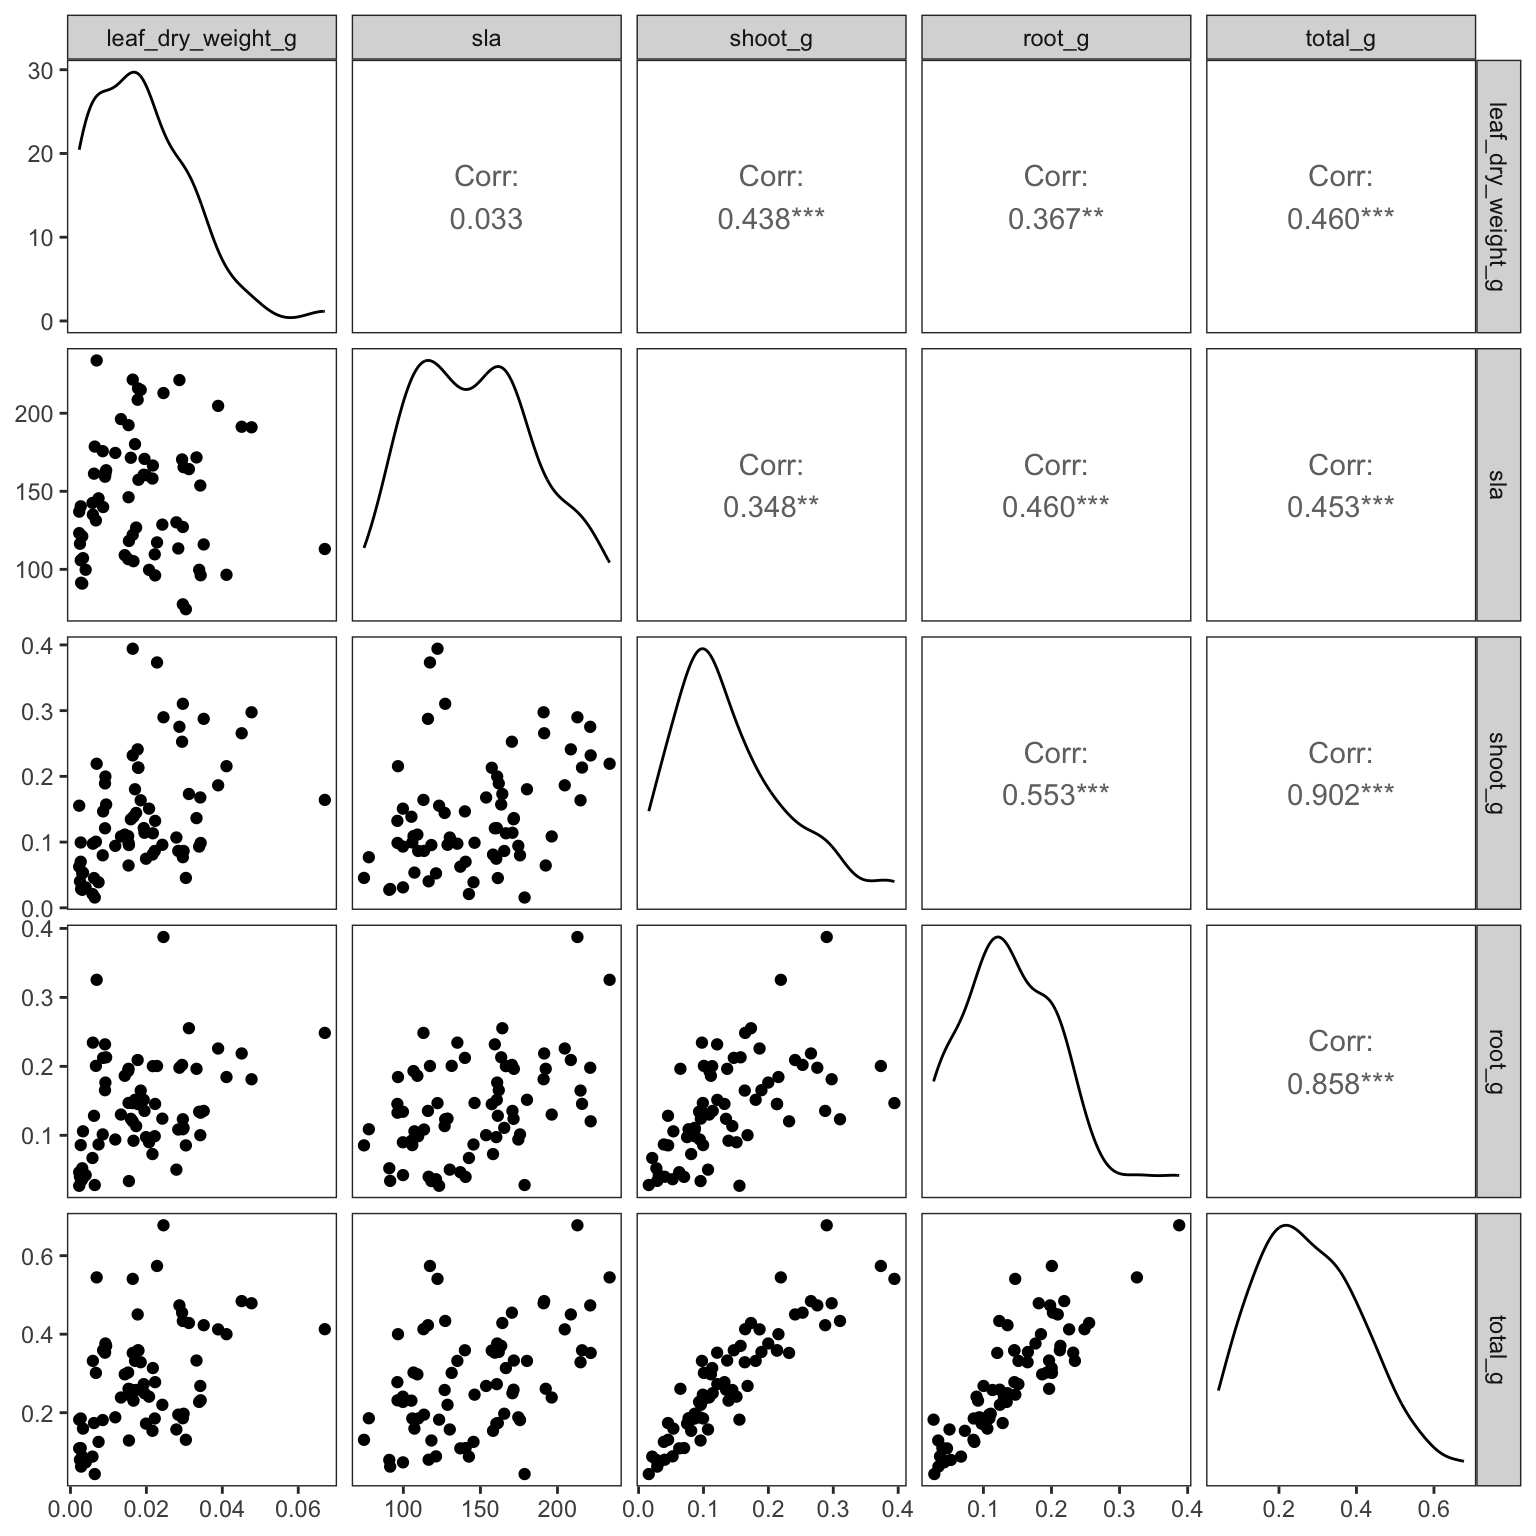 leaf_dry_weight_g sla shoot_g root_g total_g
30
20
10
0
Corr:
0.033
Corr:
0.438***
Corr:
0.367**
Corr:
0.460***
leaf_dry_weight_g
200
150
100
Corr:
0.348**
Corr:
0.460***
Corr:
0.453***
sla
0.4
0.3
0.2
0.1
0.0
Corr:
0.553***
Corr:
0.902***
shoot_g
0.4
0.3
0.2
0.1
Corr:
0.858***
root_g
0.6
0.4
0.2
total_g
0.00 0.02 0.04 0.06 100 150 200 0.0 0.1 0.2 0.3 0.4 0.1 0.2 0.3 0.4 0.2 0.4 0.6